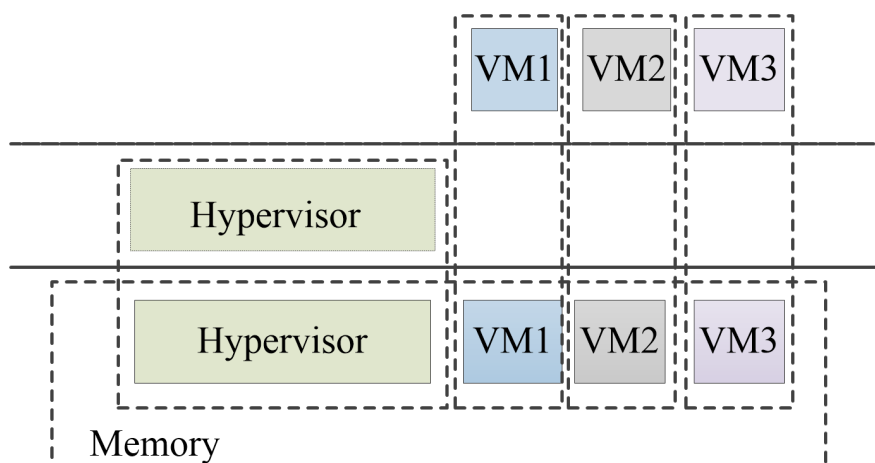 VM1 VM2 VM3
Hypervisor
Hypervisor VM1 VM2 VM3
Memory